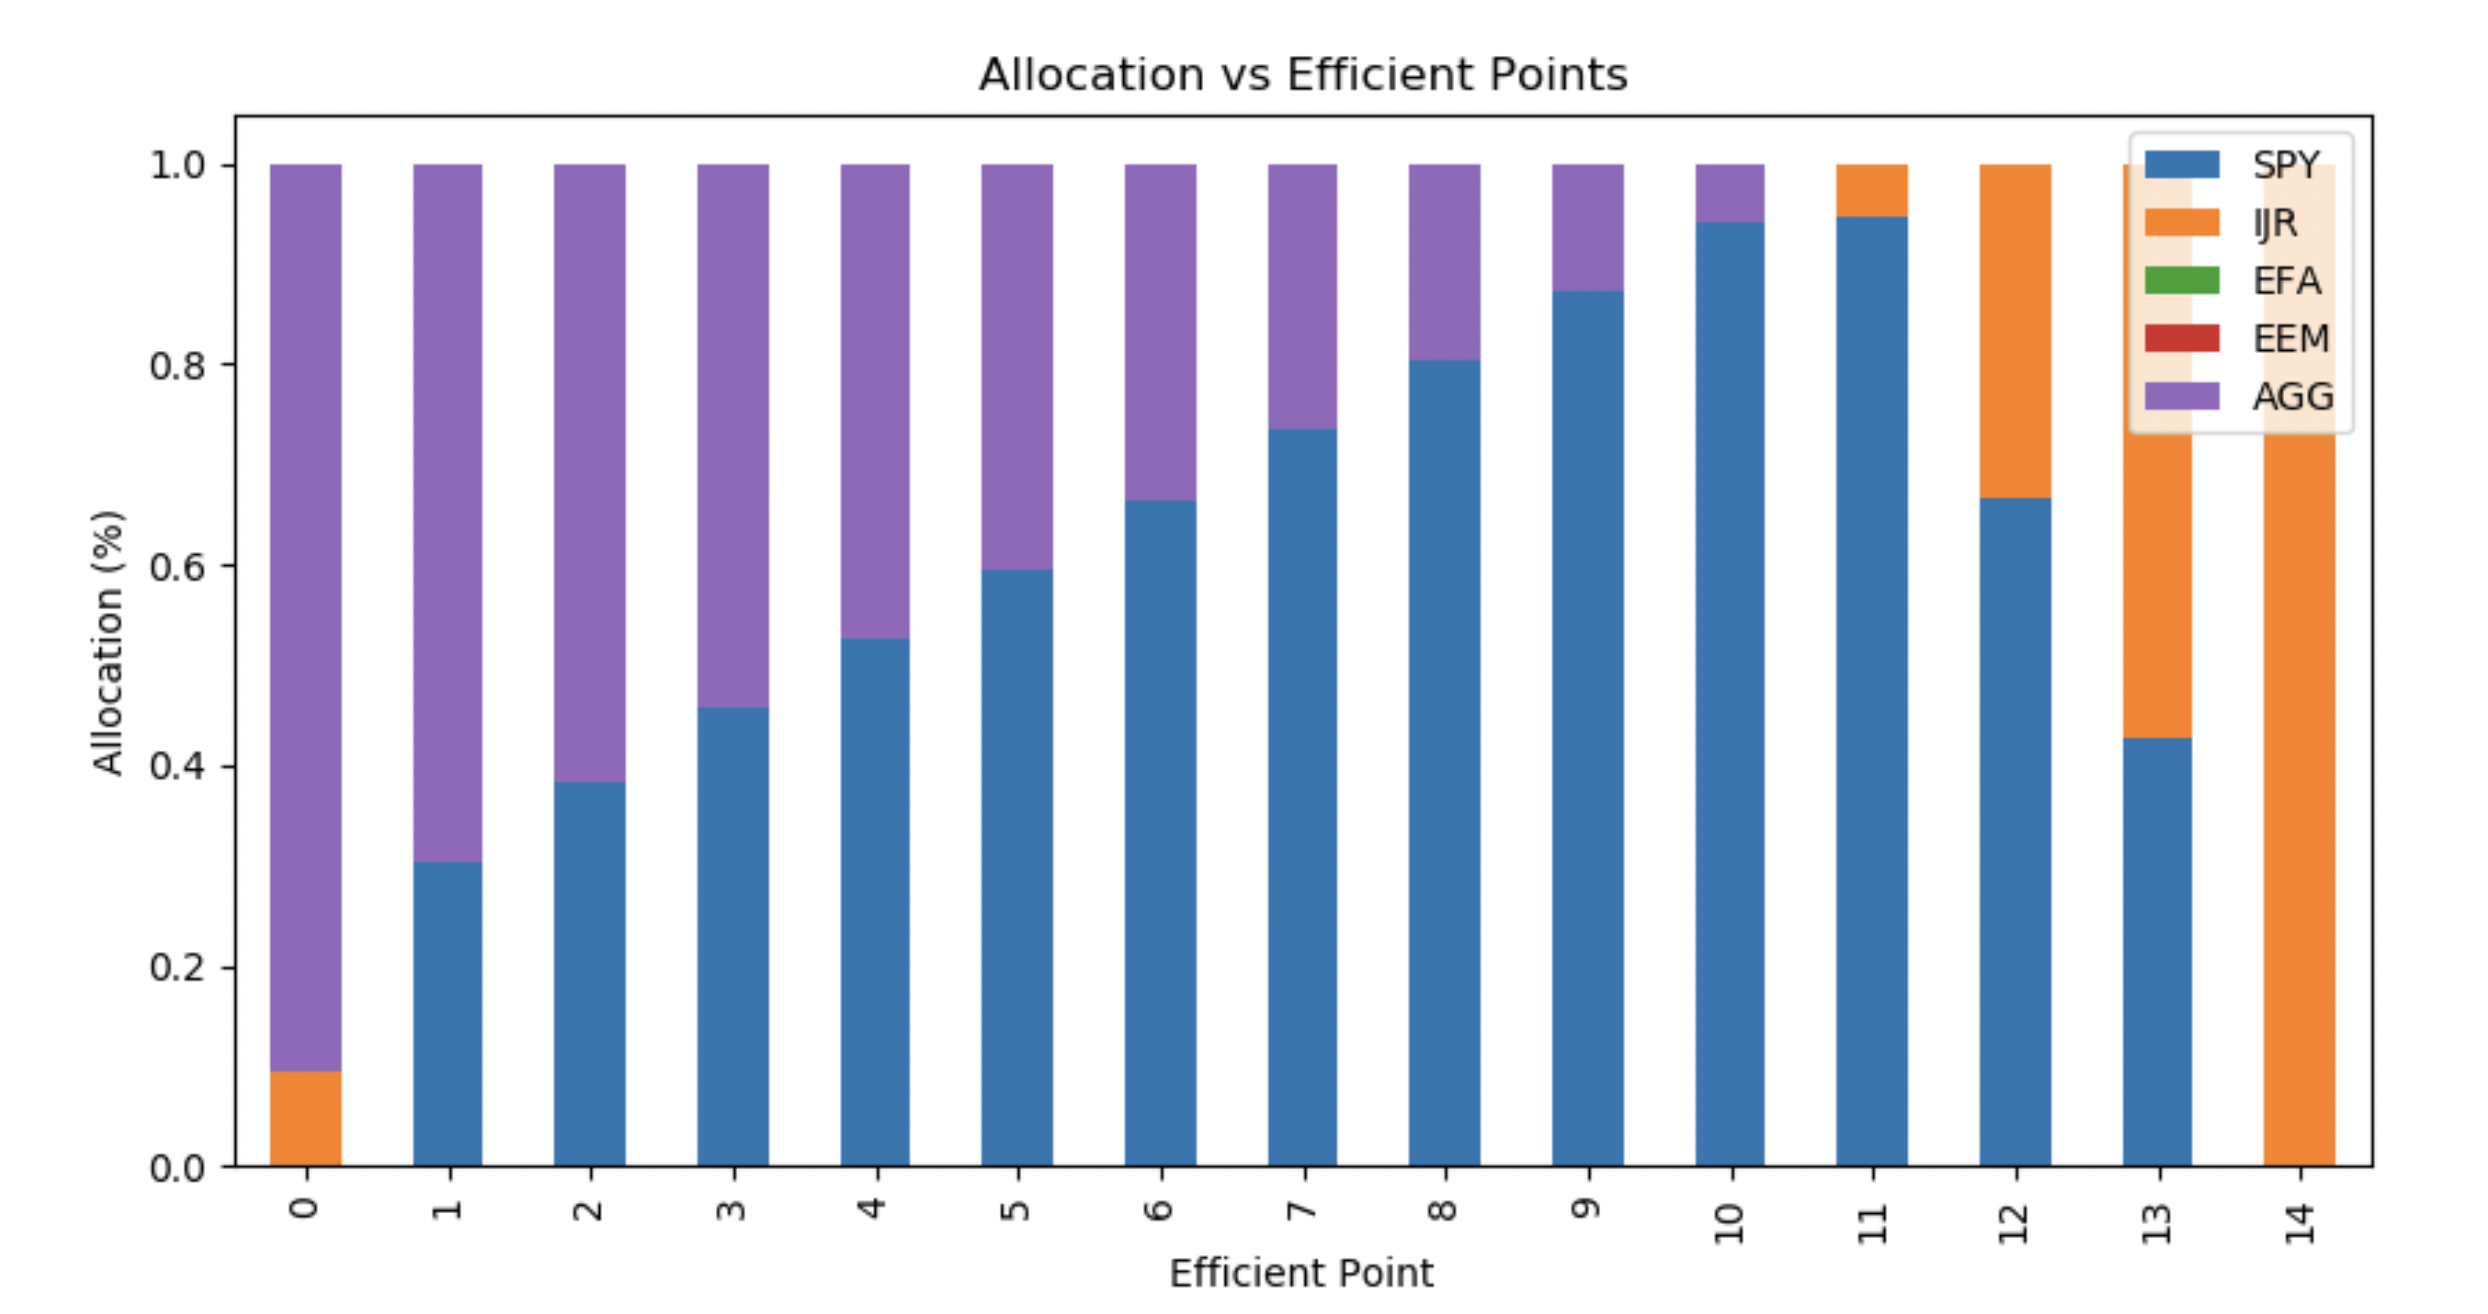 Allocation vs Efficient Points
1.0
0.8
0.6
0.4
0.2
0.0
Allocation (%)
SPY
IJR
EFA
EEM
AGG
0 1 2 3 4 5 6 7 8 9 10 11 12 13 14
Efficient Point